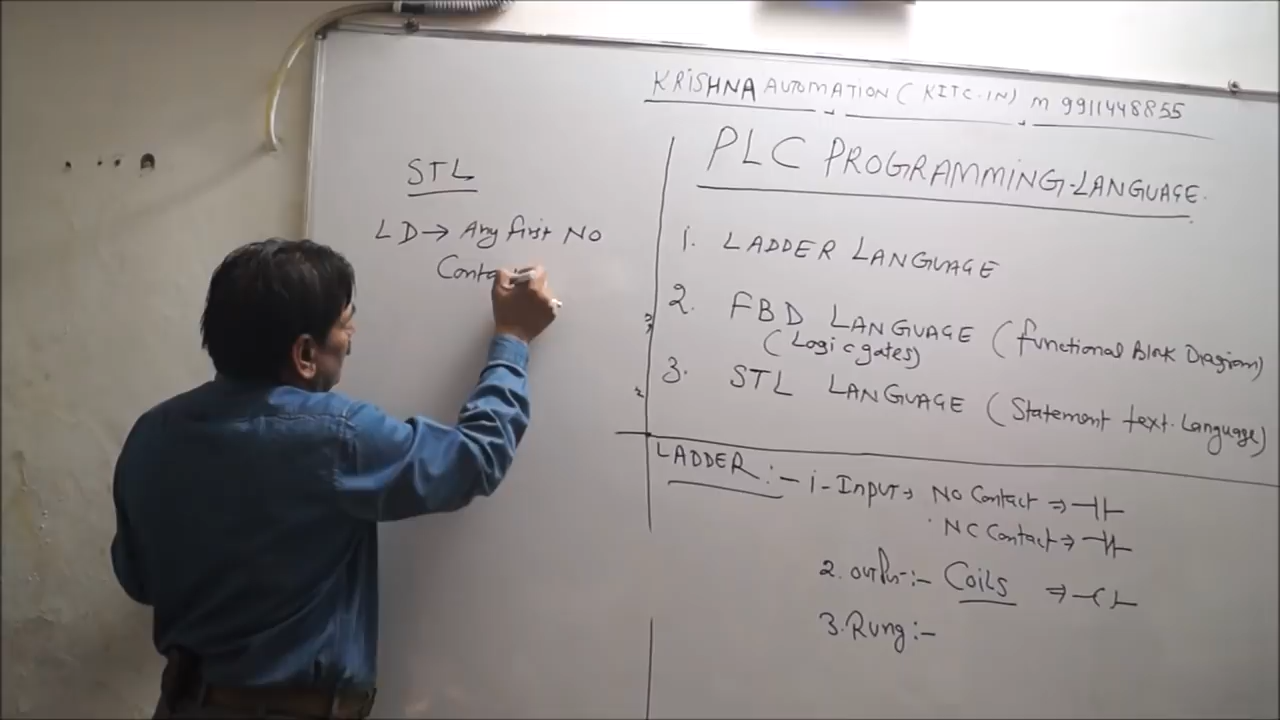 KRISHNA AUTOMATION (KITC-IN) m 9911448855
PLC PROGRAMMING-LANGUAGE.
1. LADDER LANGUAGE
2. FBD LANGUAGE (functional Blok Diagram)
(Logic gates)
3. STL LANGUAGE (Statement text-Language)
STL
LD→ Any first NO
Conta
LADDER:- i-INPUT→ NO Contact ⇒
NC Contact⇒
2. OUTPUT:- Coils ⇒
3. Rung:-